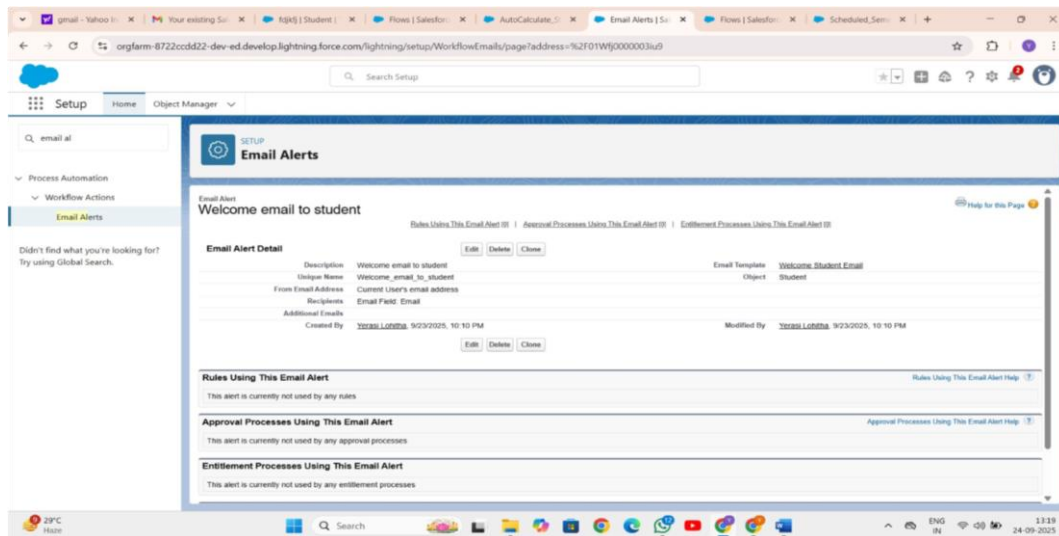 gmail - Yahoo In
Your existing Sal
fdjkfj | Student |
Flows | Salesfor
AutoCalculate_S
Email Alerts | Sa
Flows | Salesfor
Scheduled_Sem
orgfarm-8722ccdd22-dev-ed.develop.lightning.force.com/lightning/setup/WorkflowEmails/page?address=%2F01Wfj0000003iu9
Search Setup
Setup Home Object Manager
email al
Process Automation
Workflow Actions
Email Alerts
Didn't find what you're looking for?
Try using Global Search.
SETUP
Email Alerts
Email Alert
Welcome email to student
Help for this Page
Rules Using This Email Alert [0] | Approval Processes Using This Email Alert [0] | Entitlement Processes Using This Email Alert [0]
Email Alert Detail Edit Delete Clone
Description Welcome email to student Email Template Welcome Student Email
Unique Name Welcome_email_to_student Object Student
From Email Address Current User's email address
Recipients Email Field: Email
Additional Emails
Created By Yerasi Lohitha, 9/23/2025, 10:10 PM Modified By Yerasi Lohitha, 9/23/2025, 10:10 PM
Edit Delete Clone
Rules Using This Email Alert Rules Using This Email Alert Help ?
This alert is currently not used by any rules
Approval Processes Using This Email Alert Approval Processes Using This Email Alert Help ?
This alert is currently not used by any approval processes
Entitlement Processes Using This Email Alert
This alert is currently not used by any entitlement processes
29°C
Haze
Search
ENG
IN
13:19
24-09-2025